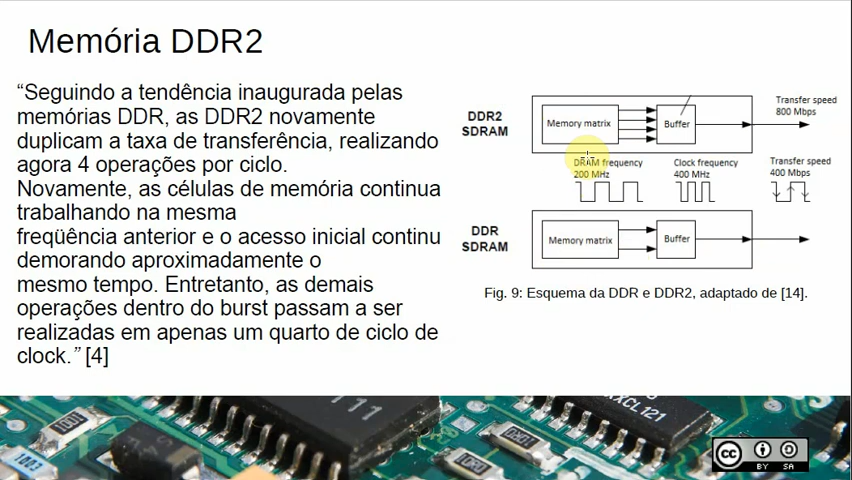 Memória DDR2
“Seguindo a tendência inaugurada pelas
memórias DDR, as DDR2 novamente
duplicam a taxa de transferência, realizando
agora 4 operações por ciclo.
Novamente, as células de memória continua
trabalhando na mesma
freqüência anterior e o acesso inicial continu
demorando aproximadamente o
mesmo tempo. Entretanto, as demais
operações dentro do burst passam a ser
realizadas em apenas um quarto de ciclo de
clock.” [4]
DDR2
SDRAM
Memory matrix
Buffer
Transfer speed
800 Mbps
DRAM frequency
200 MHz
Clock frequency
400 MHz
Transfer speed
400 Mbps
DDR
SDRAM
Memory matrix
Buffer
Fig. 9: Esquema da DDR e DDR2, adaptado de [14].
111
XCL121
100
1003
cc
BY SA